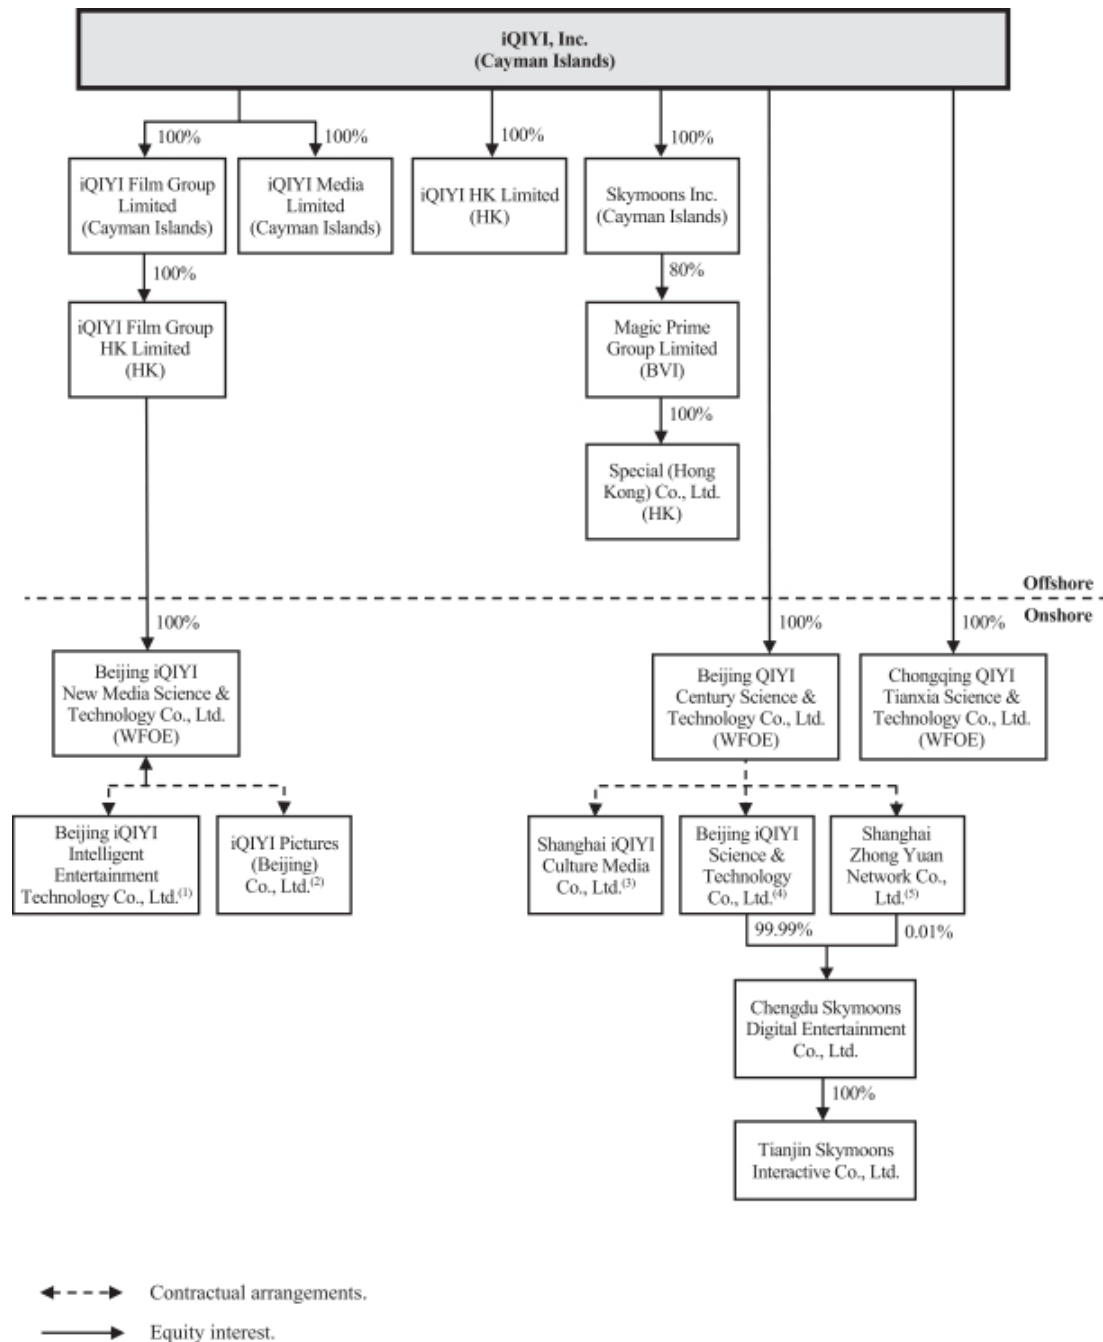 iQIYI, Inc.
(Cayman Islands)
100%
100%
100%
100%
iQIYI Film Group
Limited
(Cayman Islands)
iQIYI Media
Limited
(Cayman Islands)
iQIYI HK Limited
(HK)
Skymoons Inc.
(Cayman Islands)
100%
80%
iQIYI Film Group
HK Limited
(HK)
Magic Prime
Group Limited
(BVI)
100%
Special (Hong
Kong) Co., Ltd.
(HK)
Offshore
Onshore
100%
100%
100%
Beijing iQIYI
New Media Science &
Technology Co., Ltd.
(WFOE)
Beijing QIYI
Century Science &
Technology Co., Ltd.
(WFOE)
Chongqing QIYI
Tianxia Science &
Technology Co., Ltd.
(WFOE)
Beijing iQIYI
Intelligent
Entertainment
Technology Co., Ltd.(1)
iQIYI Pictures
(Beijing)
Co., Ltd.(2)
Shanghai iQIYI
Culture Media
Co., Ltd.(3)
Beijing iQIYI
Science &
Technology
Co., Ltd.(4)
Shanghai
Zhong Yuan
Network Co.,
Ltd.(5)
99.99%
0.01%
Chengdu Skymoons
Digital Entertainment
Co., Ltd.
100%
Tianjin Skymoons
Interactive Co., Ltd.
Contractual arrangements.
Equity interest.